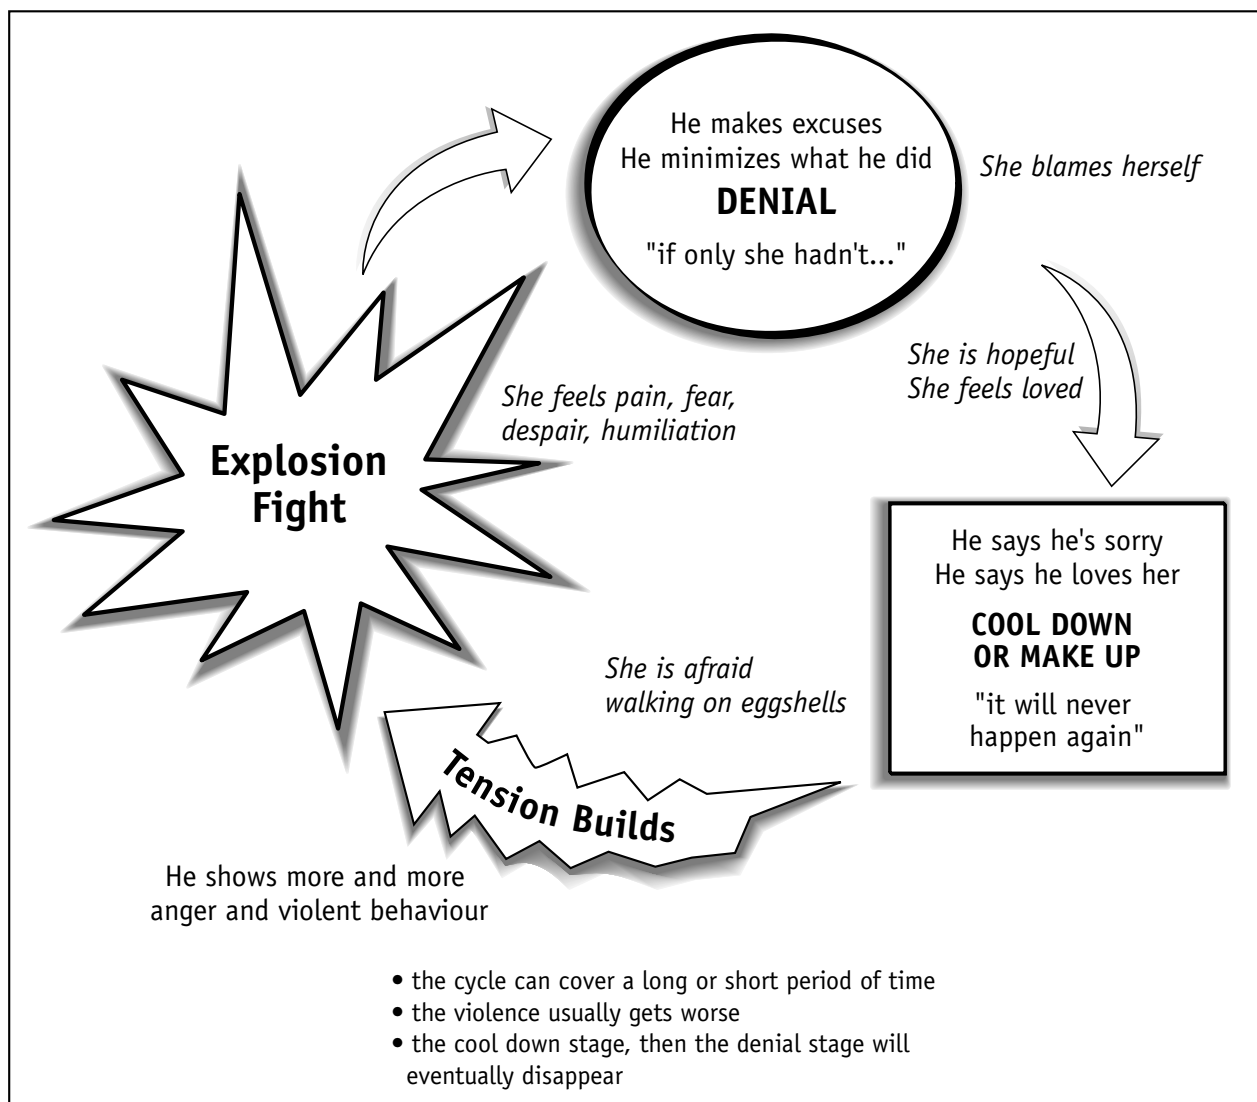 He makes excuses
He minimizes what he did
DENIAL
"if only she hadn't..."
She blames herself
She is hopeful
She feels loved
She feels pain, fear,
despair, humiliation
Explosion
Fight
He says he's sorry
He says he loves her
COOL DOWN
OR MAKE UP
"it will never
happen again"
She is afraid
walking on eggshells
Tension Builds
He shows more and more
anger and violent behaviour
• the cycle can cover a long or short period of time
• the violence usually gets worse
• the cool down stage, then the denial stage will
eventually disappear